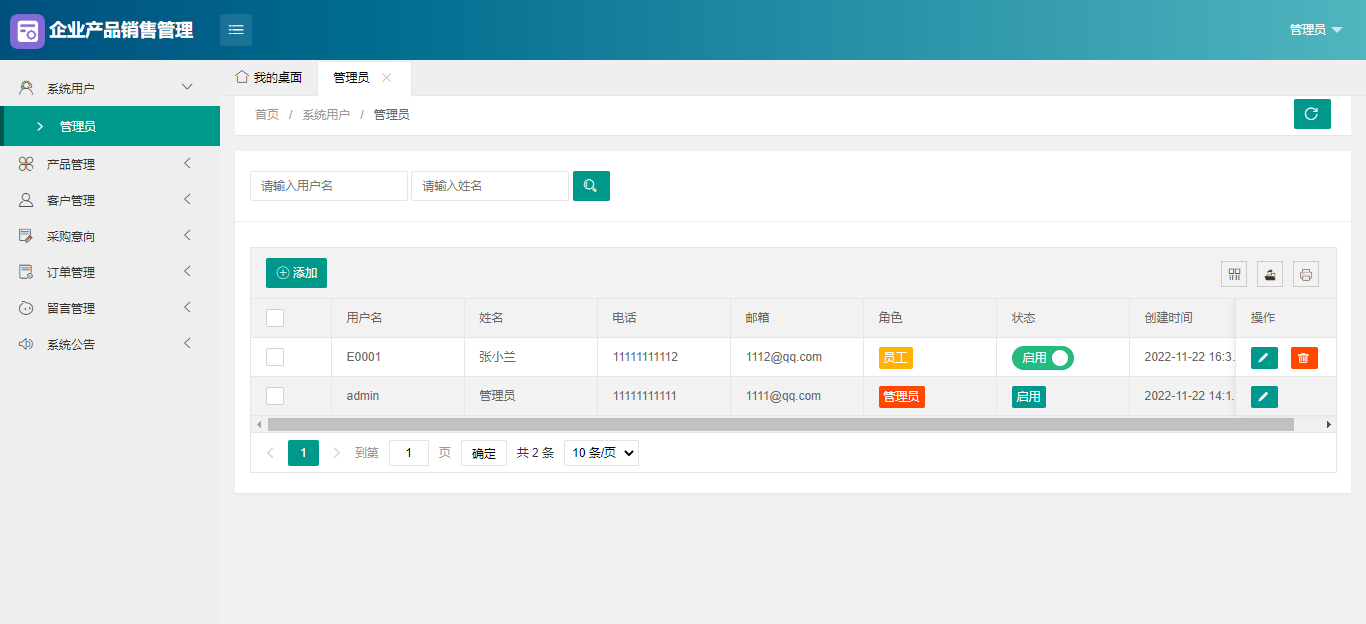 企业产品销售管理
管理员
系统用户
管理员
产品管理
客户管理
采购意向
订单管理
留言管理
系统公告
我的桌面 管理员
首页 / 系统用户 / 管理员
请输入用户名 请输入姓名
添加
用户名 姓名 电话 邮箱 角色 状态 创建时间 操作
E0001 张小兰 11111111112 1112@qq.com 员工 启用 2022-11-22 16:3.
admin 管理员 11111111111 1111@qq.com 管理员 启用 2022-11-22 14:1.
1 到第 1 页 确定 共 2 条 10 条/页